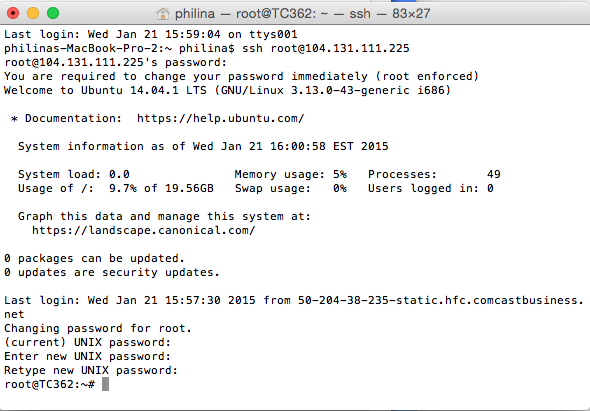 philina — root@TC362: ~ — ssh — 83×27
Last login: Wed Jan 21 15:59:04 on ttys001
philinas-MacBook-Pro-2:~ philina$ ssh root@104.131.111.225
root@104.131.111.225's password:
You are required to change your password immediately (root enforced)
Welcome to Ubuntu 14.04.1 LTS (GNU/Linux 3.13.0-43-generic i686)
* Documentation:  https://help.ubuntu.com/
System information as of Wed Jan 21 16:00:58 EST 2015
System load: 0.0               Memory usage: 5%   Processes:       49
Usage of /:  9.7% of 19.56GB   Swap usage:   0%   Users logged in: 0
Graph this data and manage this system at:
https://landscape.canonical.com/
0 packages can be updated.
0 updates are security updates.
Last login: Wed Jan 21 15:57:30 2015 from 50-204-38-235-static.hfc.comcastbusiness.
net
Changing password for root.
(current) UNIX password:
Enter new UNIX password:
Retype new UNIX password:
root@TC362:~#